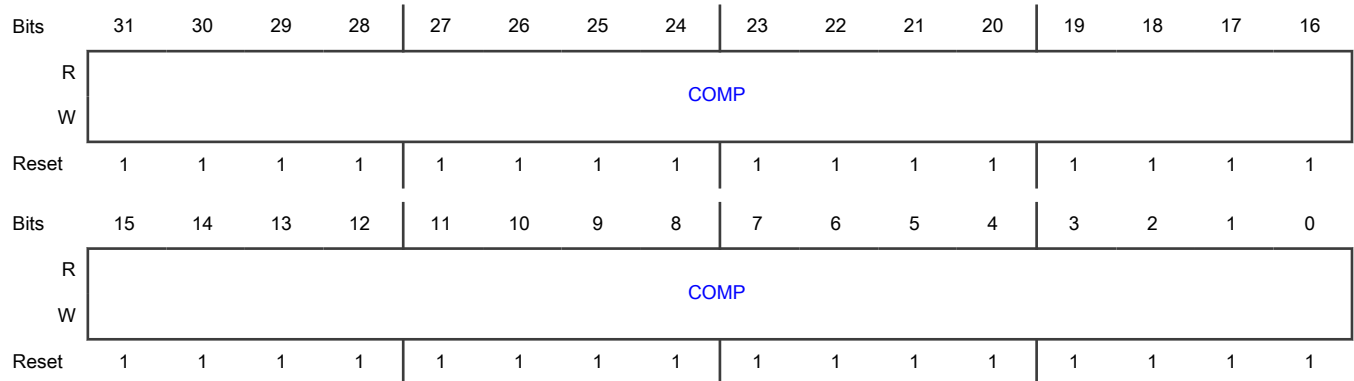 Bits 31 30 29 28 27 26 25 24 23 22 21 20 19 18 17 16
R
COMP
W
Reset 1 1 1 1 1 1 1 1 1 1 1 1 1 1 1 1
Bits 15 14 13 12 11 10 9 8 7 6 5 4 3 2 1 0
R
COMP
W
Reset 1 1 1 1 1 1 1 1 1 1 1 1 1 1 1 1